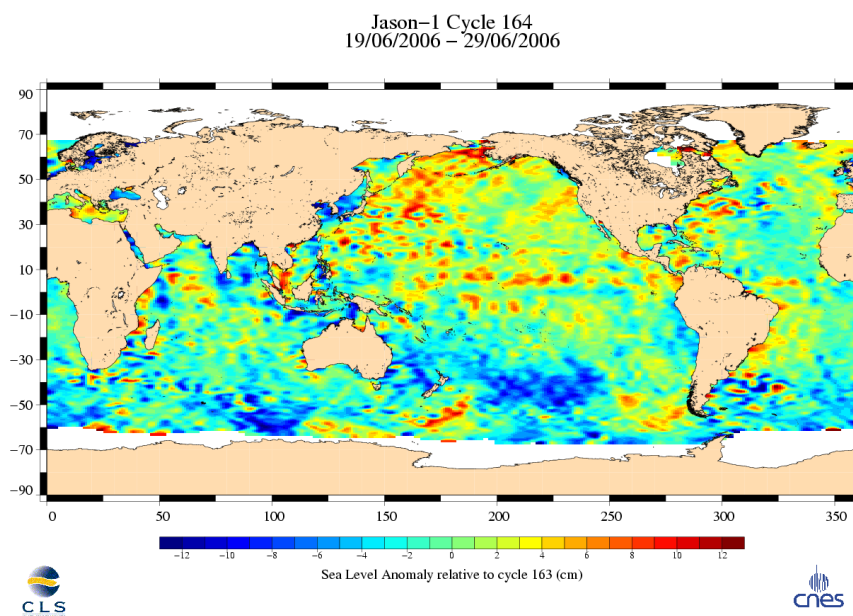 Jason−1 Cycle 164
19/06/2006 − 29/06/2006
90
70
50
30
10
−10
−30
−50
−70
−90
0 50 100 150 200 250 300 350
−12 −10 −8 −6 −4 −2 0 2 4 6 8 10 12
Sea Level Anomaly relative to cycle 163 (cm)
CLS
cnes